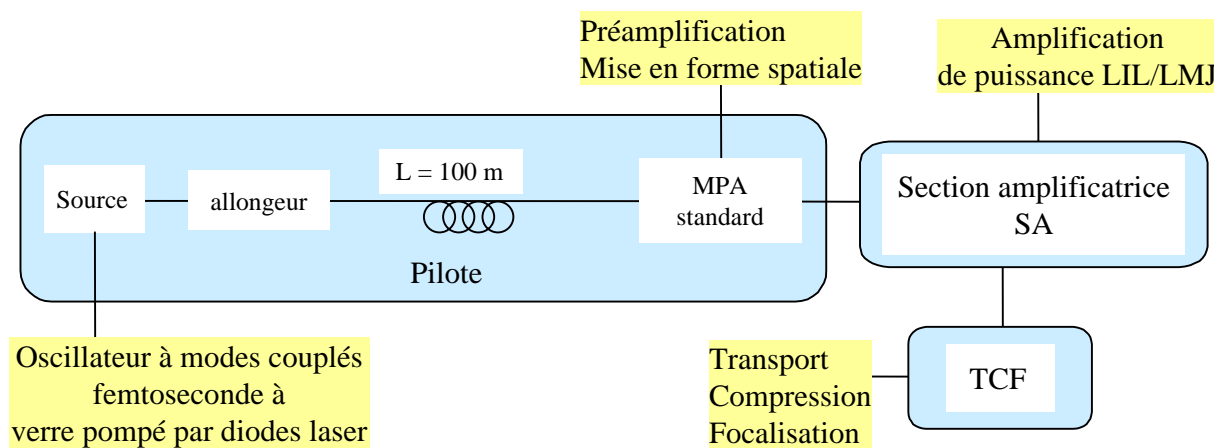 Préamplification
Mise en forme spatiale
Amplification
de puissance LIL/LMJ
Source
allongeur
L = 100 m
MPA
standard
Section amplificatrice
SA
Pilote
Oscillateur à modes couplés
femtoseconde à
verre pompé par diodes laser
Transport
Compression
Focalisation
TCF